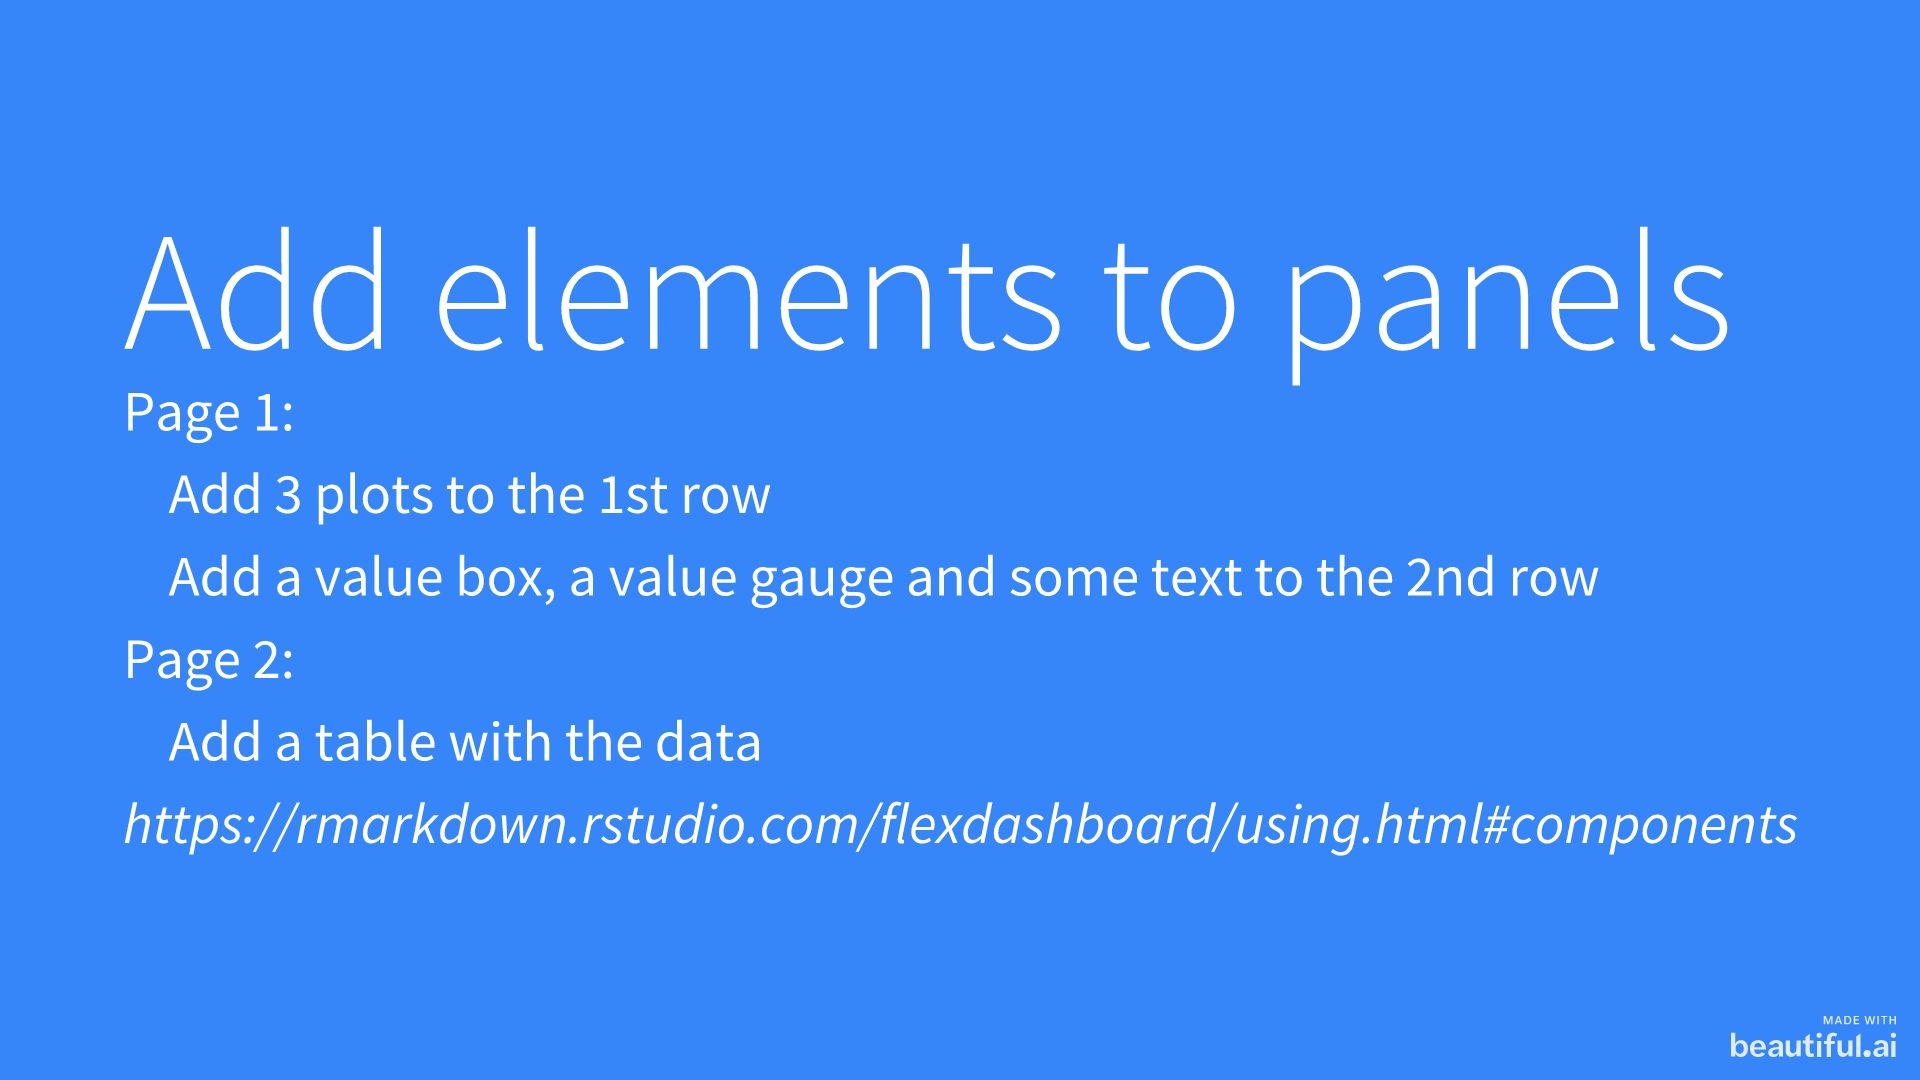 Add elements to panels
Page 1:
Add 3 plots to the 1st row
Add a value box, a value gauge and some text to the 2nd row
Page 2:
Add a table with the data
https://rmarkdown.rstudio.com/flexdashboard/using.html#components
MADE WITH
beautiful.ai